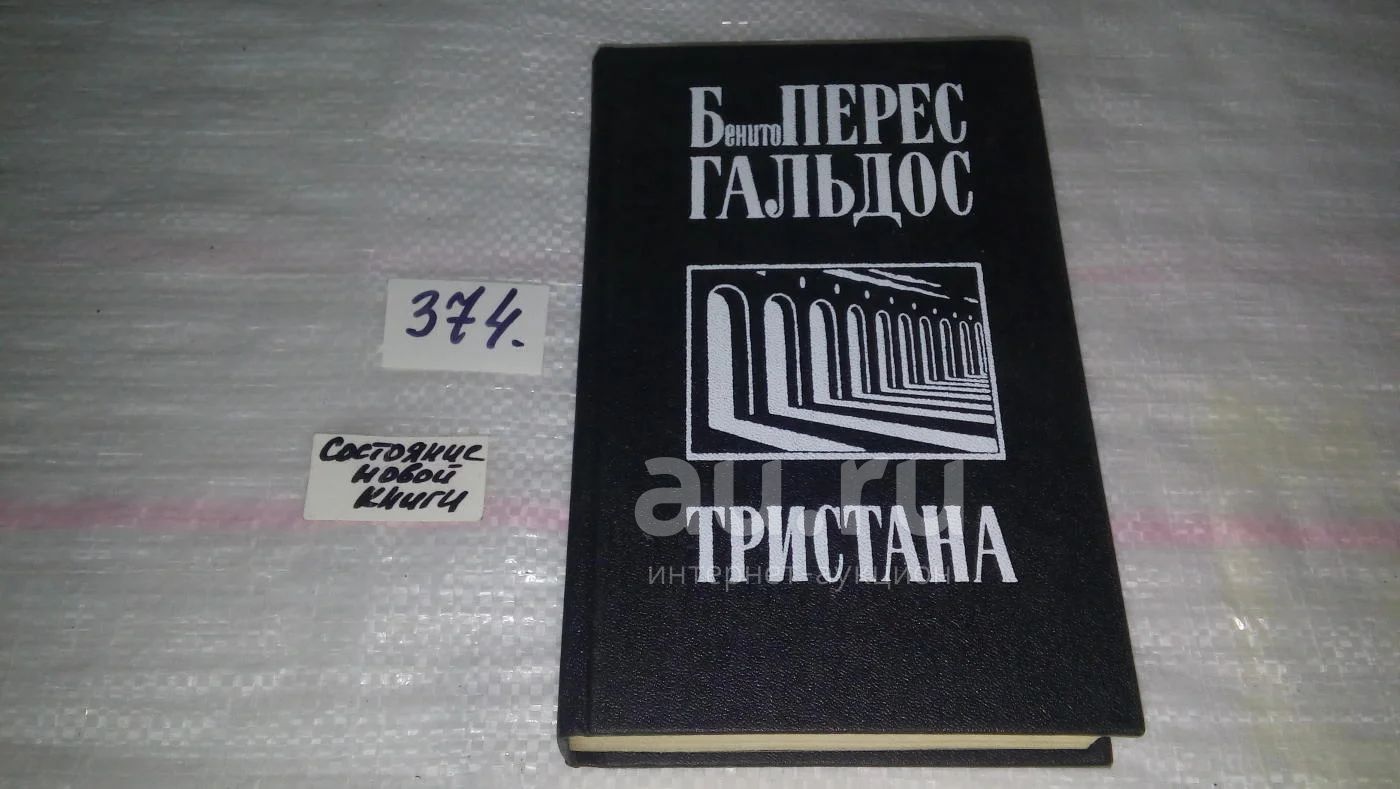 Бенито ПЕРЕС
ГАЛЬДОС
374.
Состояние
новой
книги
au.ru
ТРИСТАНА
интернет-аукцион